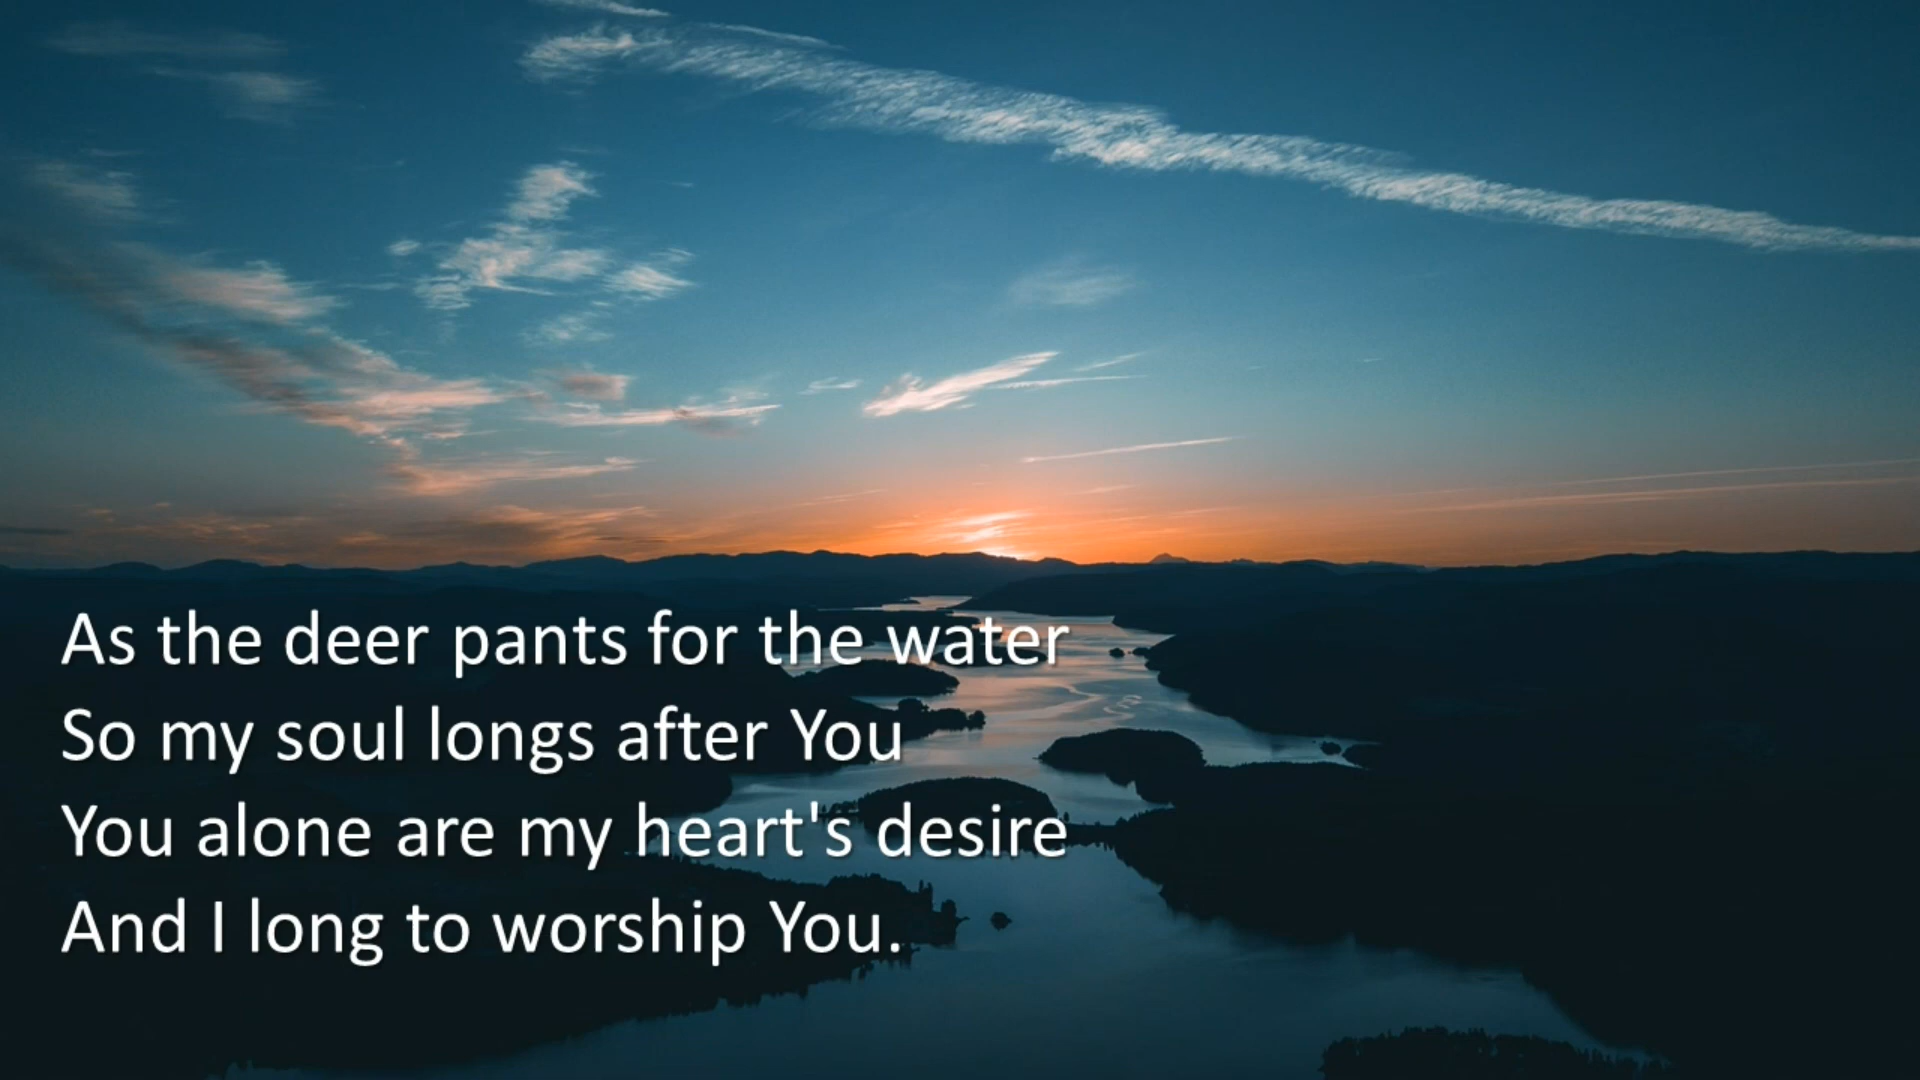 As the deer pants for the water
So my soul longs after You
You alone are my heart's desire
And I long to worship You.